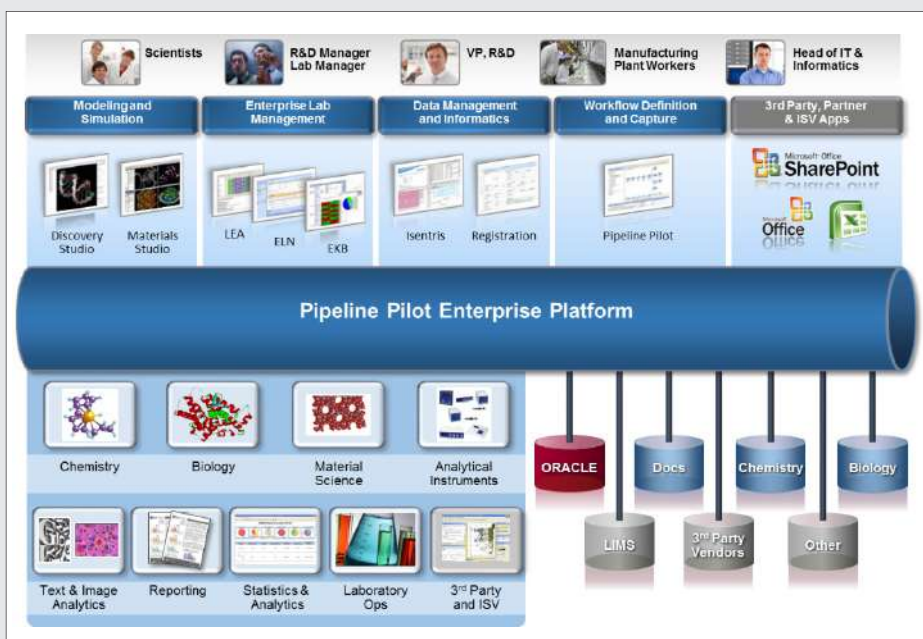 Scientists
R&D Manager
Lab Manager
VP, R&D
Manufacturing
Plant Workers
Head of IT &
Informatics
Modeling and
Simulation
Enterprise Lab
Management
Data Management
and Informatics
Workflow Definition
and Capture
3rd Party, Partner
& ISV Apps
Discovery
Studio
Materials
Studio
LEA
ELN
EKB
Isentris
Registration
Pipeline Pilot
Microsoft Office
SharePoint
Microsoft
Office
Pipeline Pilot Enterprise Platform
Chemistry
Biology
Material
Science
Analytical
Instruments
Text & Image
Analytics
Reporting
Statistics &
Analytics
Laboratory
Ops
3rd Party
and ISV
ORACLE
Docs
Chemistry
Biology
LIMS
3rd Party
Vendors
Other